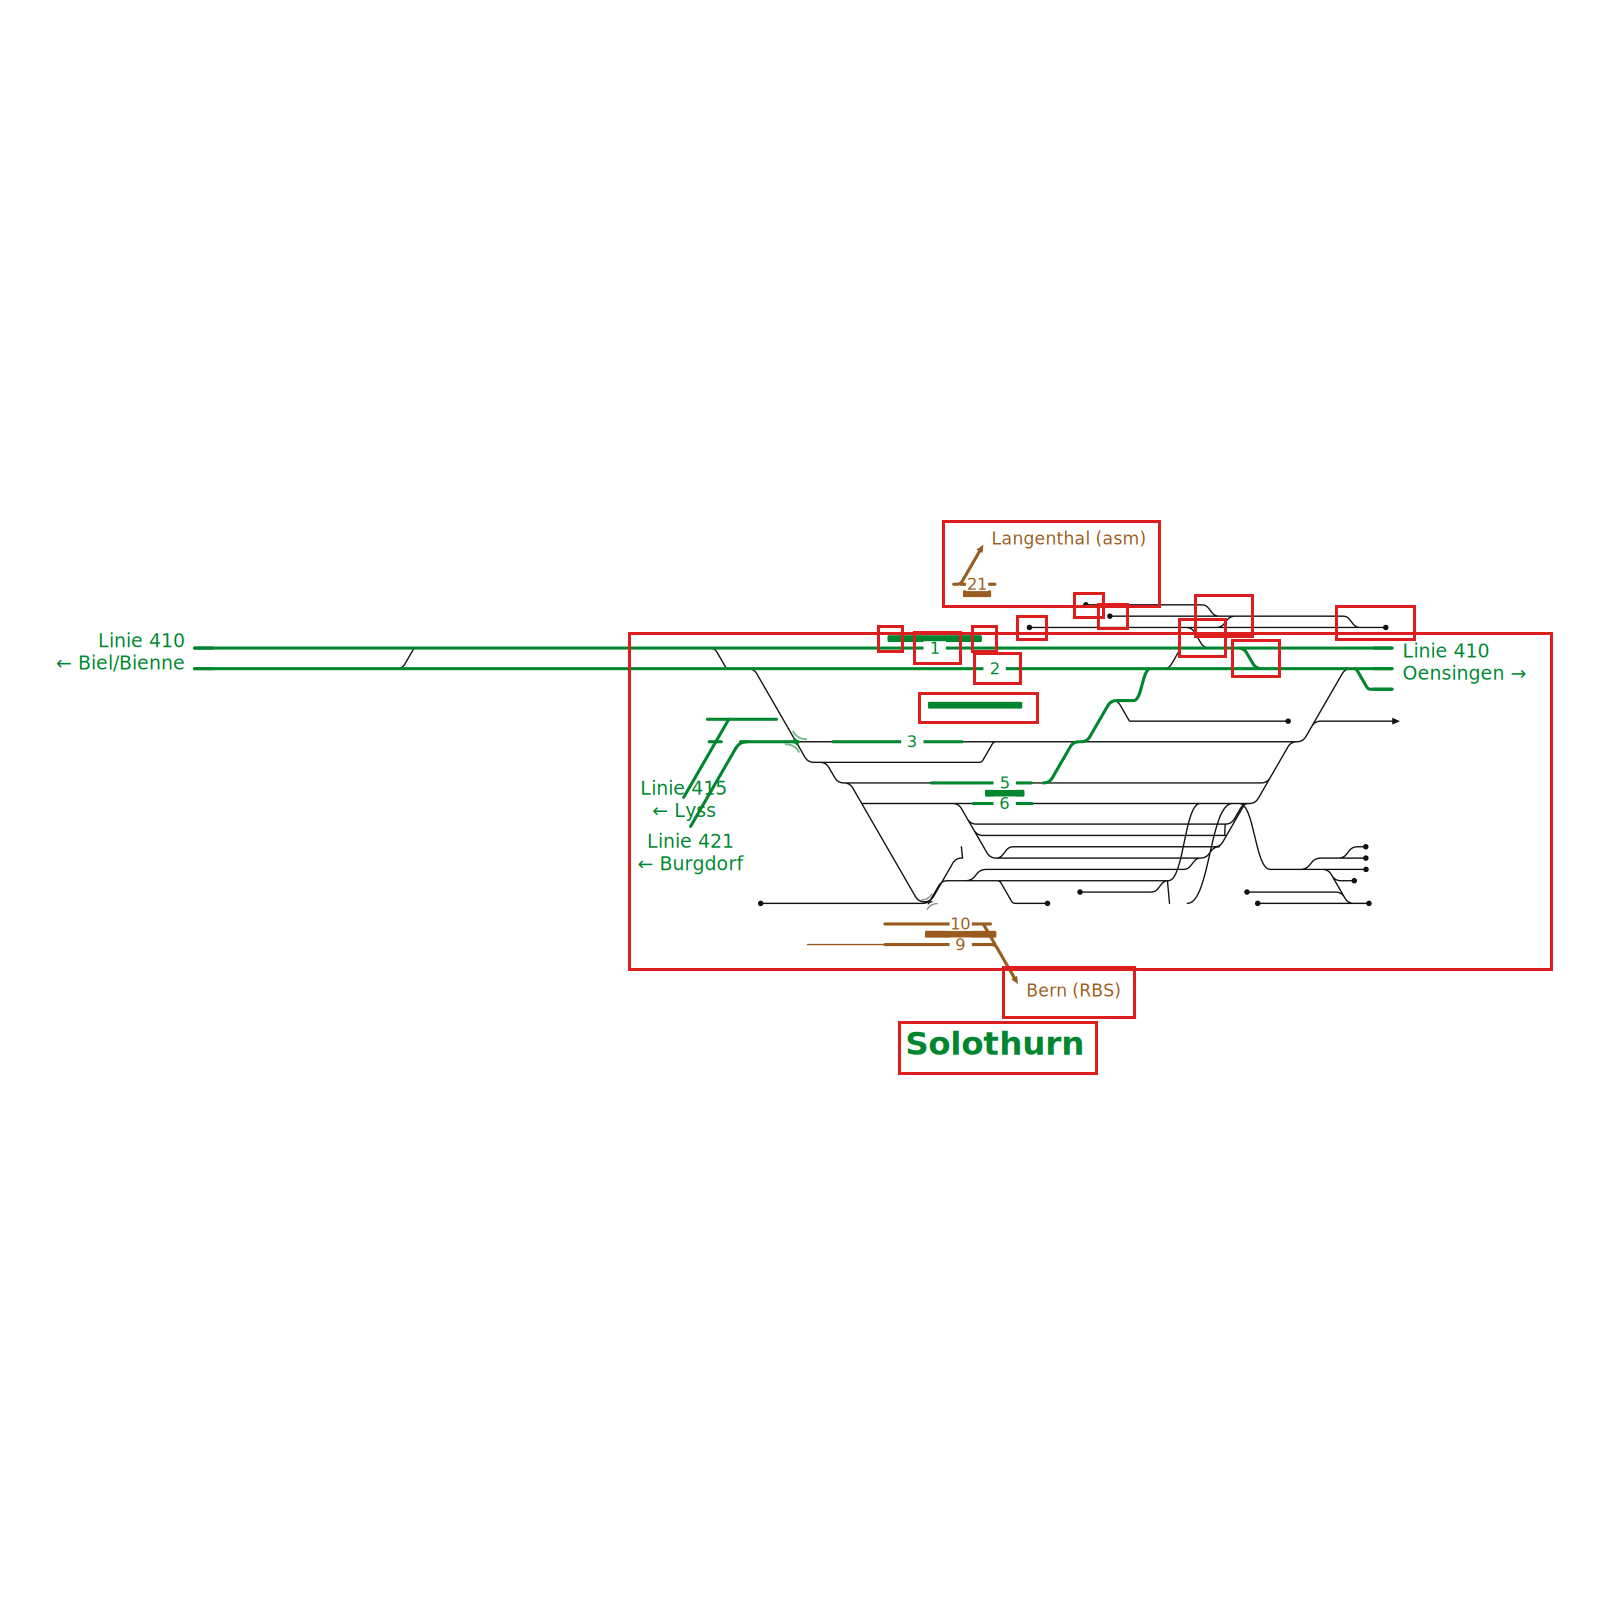 Langenthal (asm)
21
Linie 410
← Biel/Bienne
1
2
Linie 410
Oensingen →
3
Linie 415
← Lyss
5
6
Linie 421
← Burgdorf
10
9
Bern (RBS)
Solothurn